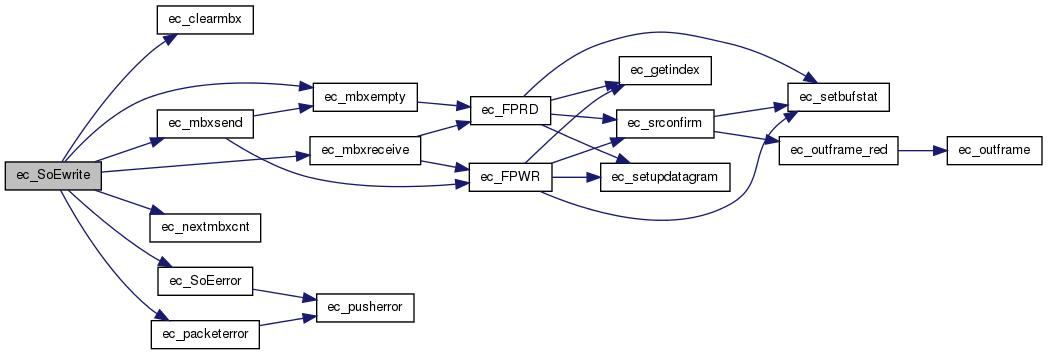 ec_SoEwrite
ec_clearmbx
ec_mbxempty
ec_mbxsend
ec_mbxreceive
ec_nextmbxcnt
ec_SoEerror
ec_packeterror
ec_pusherror
ec_FPRD
ec_FPWR
ec_getindex
ec_srconfirm
ec_setupdatagram
ec_setbufstat
ec_outframe_red
ec_outframe